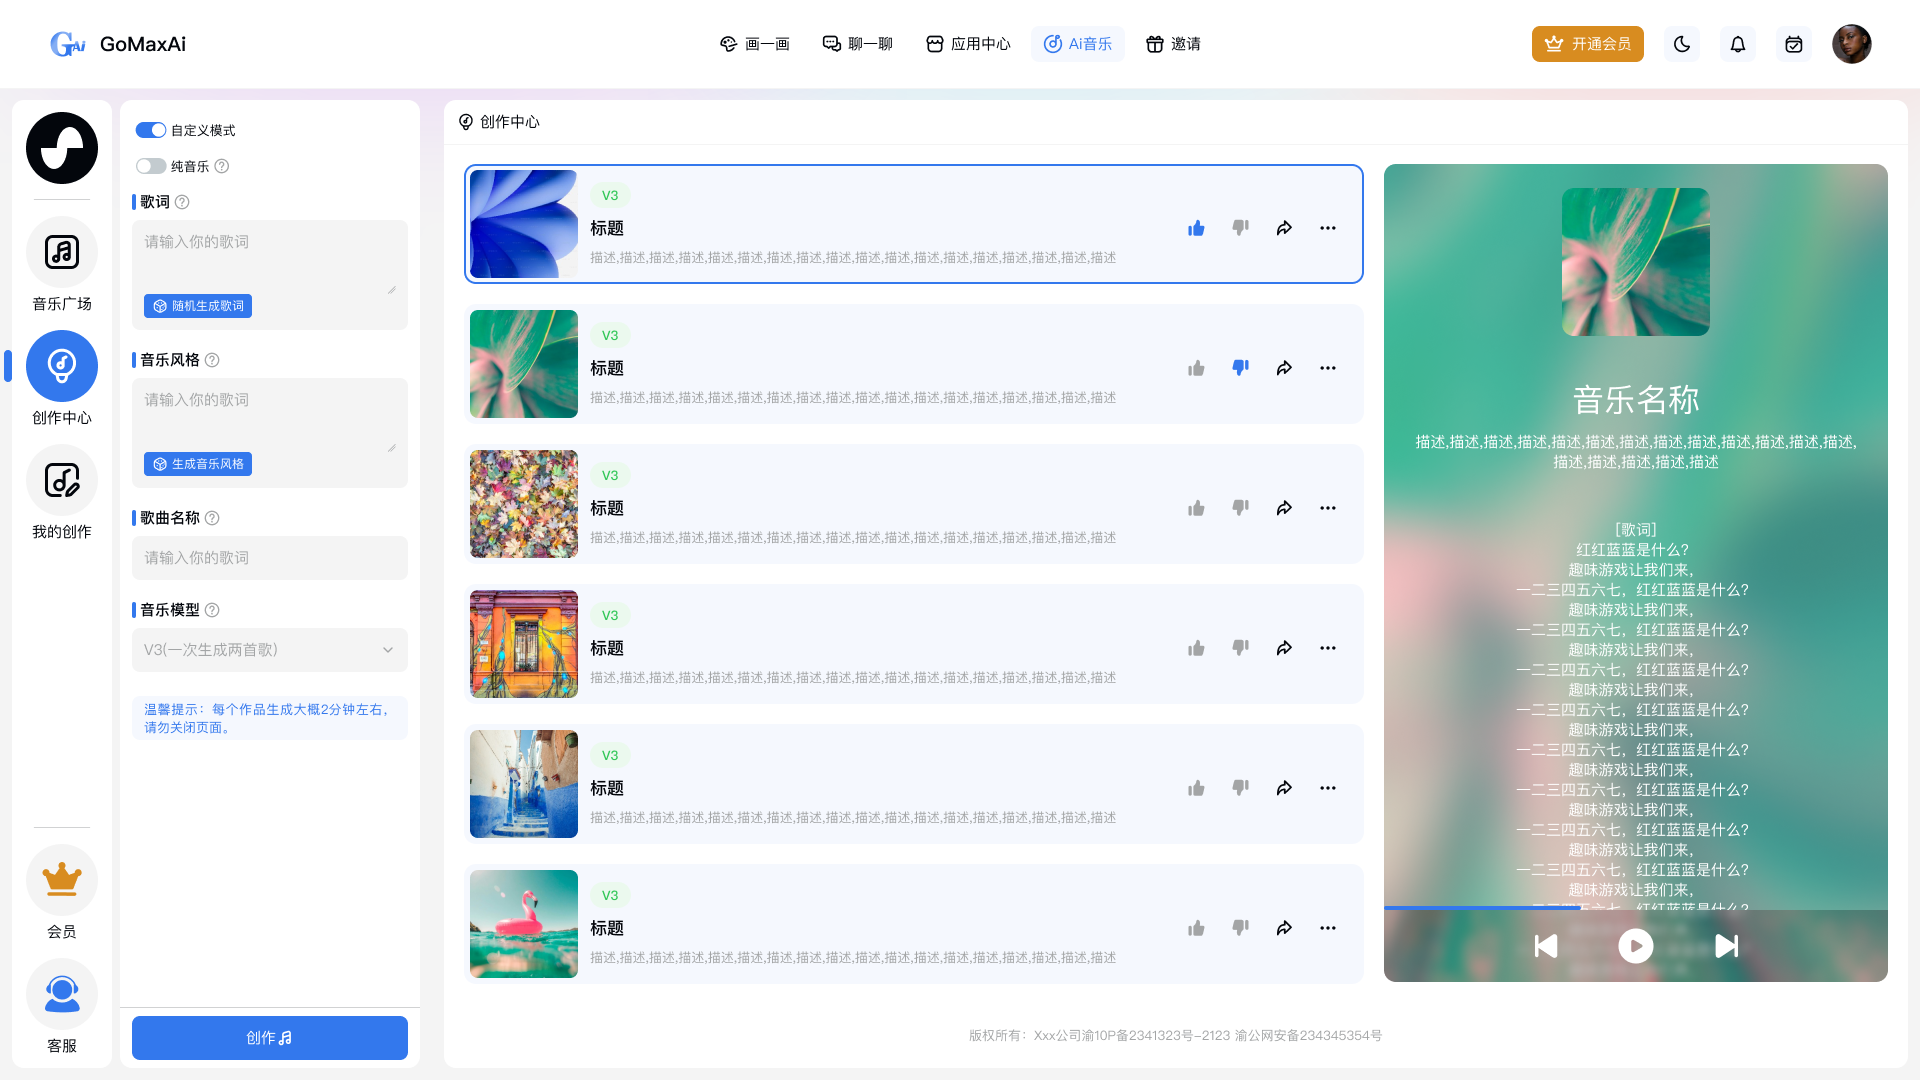 GoMaxAi
画一画
聊一聊
应用中心
Ai音乐
邀请
开通会员
音乐广场
创作中心
我的创作
会员
客服
自定义模式
纯音乐
歌词
请输入你的歌词
随机生成歌词
音乐风格
请输入你的歌词
生成音乐风格
歌曲名称
请输入你的歌词
音乐模型
V3(一次生成两首歌)
温馨提示：每个作品生成大概2分钟左右，
请勿关闭页面。
创作
创作中心
V3
标题
描述,描述,描述,描述,描述,描述,描述,描述,描述,描述,描述,描述,描述,描述,描述,描述,描述,描述
V3
标题
描述,描述,描述,描述,描述,描述,描述,描述,描述,描述,描述,描述,描述,描述,描述,描述,描述,描述
V3
标题
描述,描述,描述,描述,描述,描述,描述,描述,描述,描述,描述,描述,描述,描述,描述,描述,描述,描述
V3
标题
描述,描述,描述,描述,描述,描述,描述,描述,描述,描述,描述,描述,描述,描述,描述,描述,描述,描述
V3
标题
描述,描述,描述,描述,描述,描述,描述,描述,描述,描述,描述,描述,描述,描述,描述,描述,描述,描述
V3
标题
描述,描述,描述,描述,描述,描述,描述,描述,描述,描述,描述,描述,描述,描述,描述,描述,描述,描述
音乐名称
描述,描述,描述,描述,描述,描述,描述,描述,描述,描述,描述,描述,描述,
描述,描述,描述,描述,描述
[歌词]
红红蓝蓝是什么?
趣味游戏让我们来，
一二三四五六七，红红蓝蓝是什么?
趣味游戏让我们来，
一二三四五六七，红红蓝蓝是什么?
趣味游戏让我们来，
一二三四五六七，红红蓝蓝是什么?
趣味游戏让我们来，
一二三四五六七，红红蓝蓝是什么?
趣味游戏让我们来，
一二三四五六七，红红蓝蓝是什么?
趣味游戏让我们来，
一二三四五六七，红红蓝蓝是什么?
趣味游戏让我们来，
一二三四五六七，红红蓝蓝是什么?
趣味游戏让我们来，
一二三四五六七，红红蓝蓝是什么?
趣味游戏让我们来，
一二三四五六七，红红蓝蓝是什么?
版权所有：Xxx公司渝10P备2341323号-2123 渝公网安备234345354号